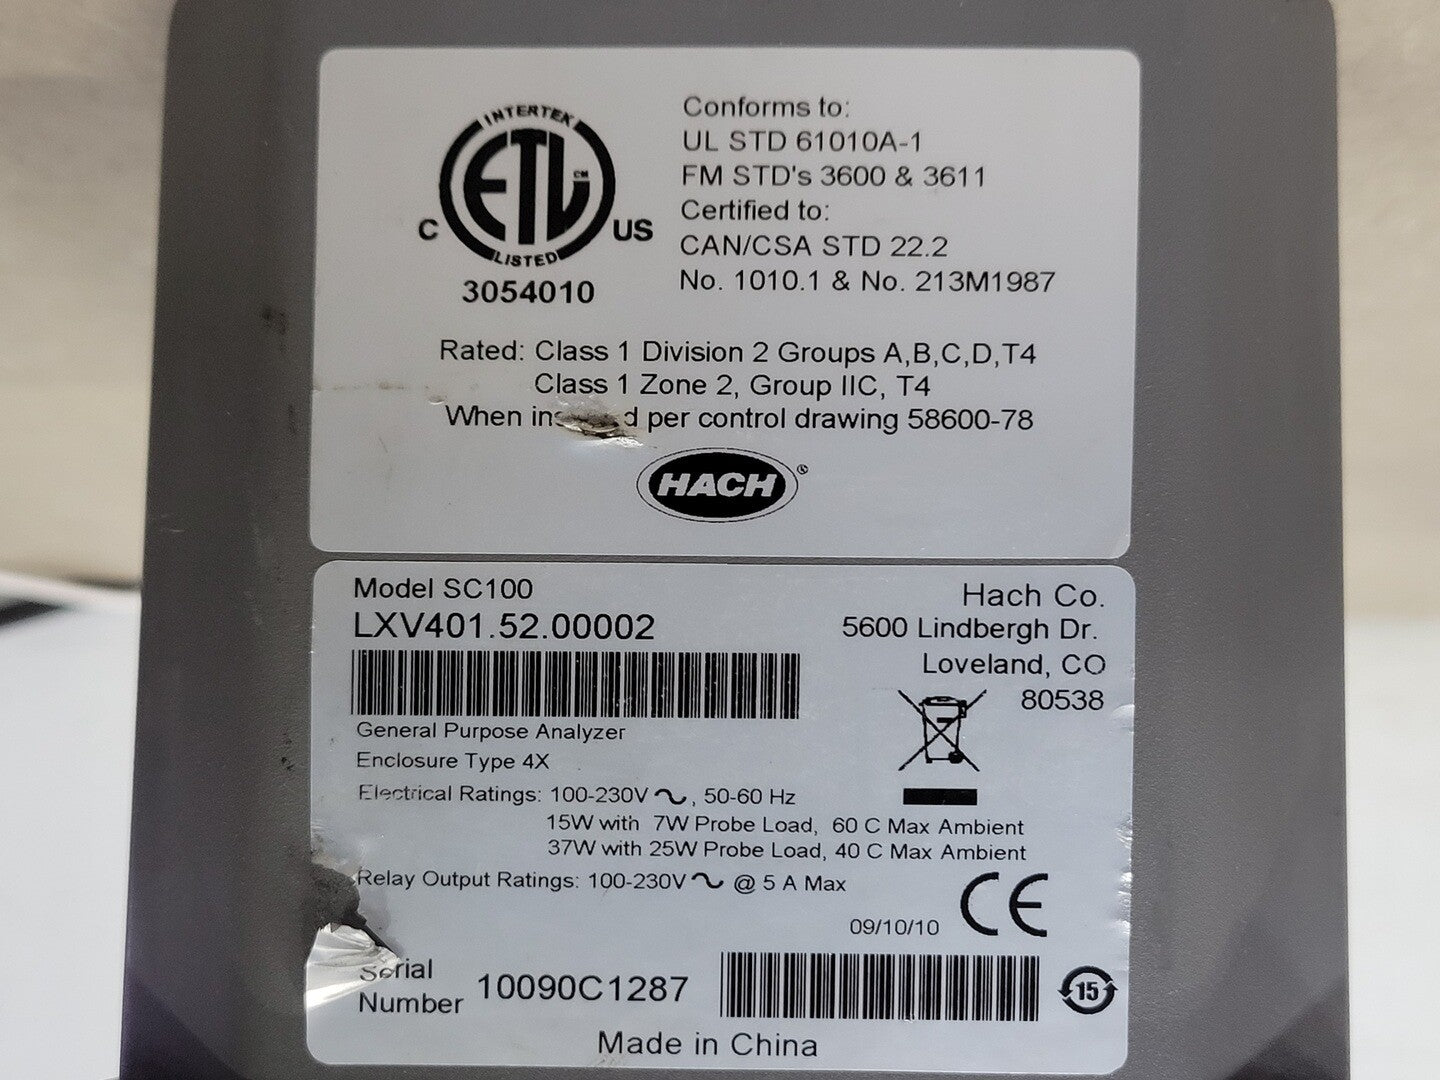 INTERTEK
ETL CM
C US
LISTED
3054010
Conforms to:
UL STD 61010A-1
FM STD's 3600 & 3611
Certified to:
CAN/CSA STD 22.2
No. 1010.1 & No. 213M1987
Rated: Class 1 Division 2 Groups A,B,C,D,T4
Class 1 Zone 2, Group IIC, T4
When per control drawing 58600-78
HACH®
Model SC100
LXV401.52.00002
Hach Co.
5600 Lindbergh Dr.
Loveland, CO
80538
General Purpose Analyzer
Enclosure Type 4X
Electrical Ratings: 100-230V ~, 50-60 Hz
15W with 7W Probe Load, 60 C Max Ambient
37W with 25W Probe Load, 40 C Max Ambient
Relay Output Ratings: 100-230V ~ @ 5 A Max
CE
09/10/10
Serial
Number 10090C1287
15
Made in China